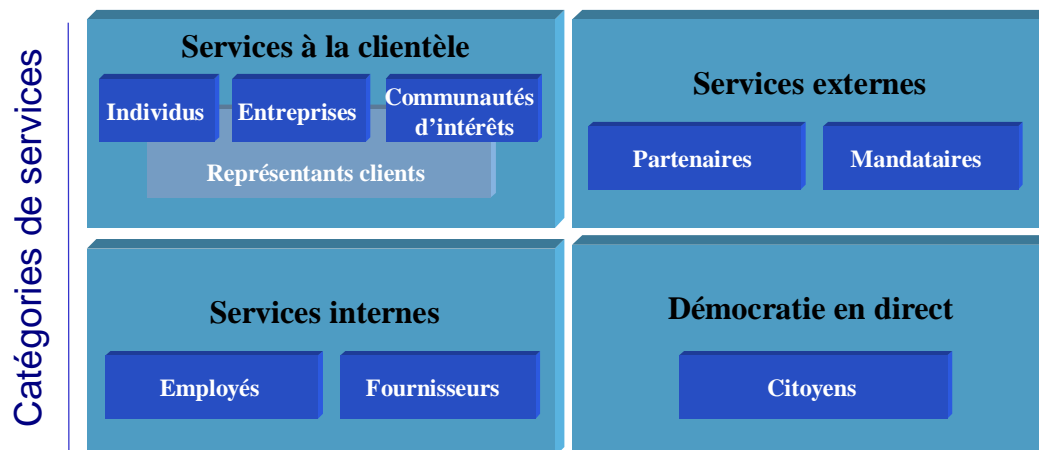 Catégories de services
Services à la clientèle
Individus
Entreprises
Communautés
d’intérêts
Représentants clients
Services externes
Partenaires
Mandataires
Services internes
Employés
Fournisseurs
Démocratie en direct
Citoyens